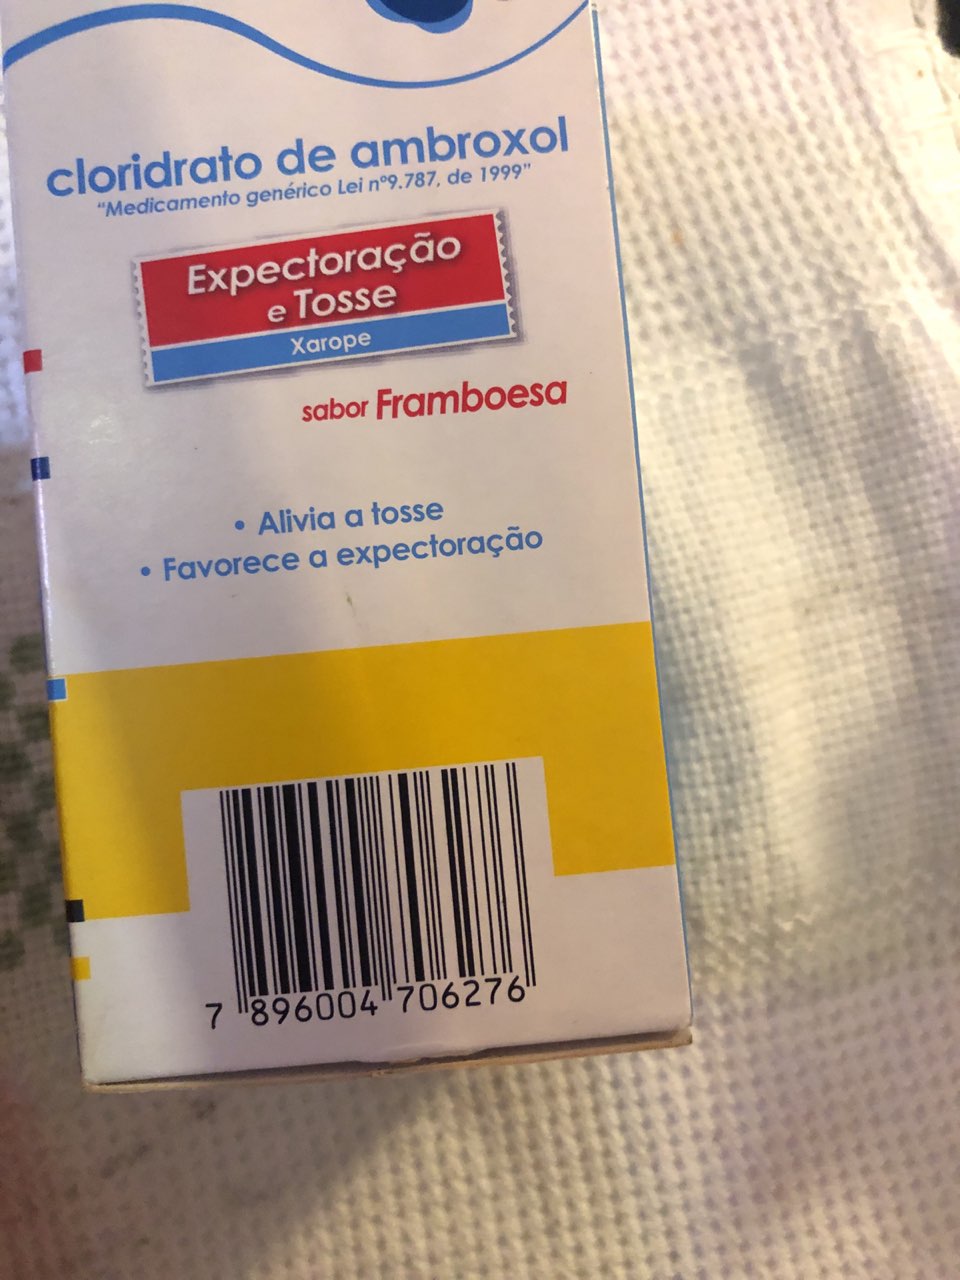 cloridrato de ambroxol
“Medicamento genérico Lei nº9.787, de 1999”
Expectoração
e Tosse
Xarope
sabor Framboesa
• Alivia a tosse
• Favorece a expectoração
7 896004 706276